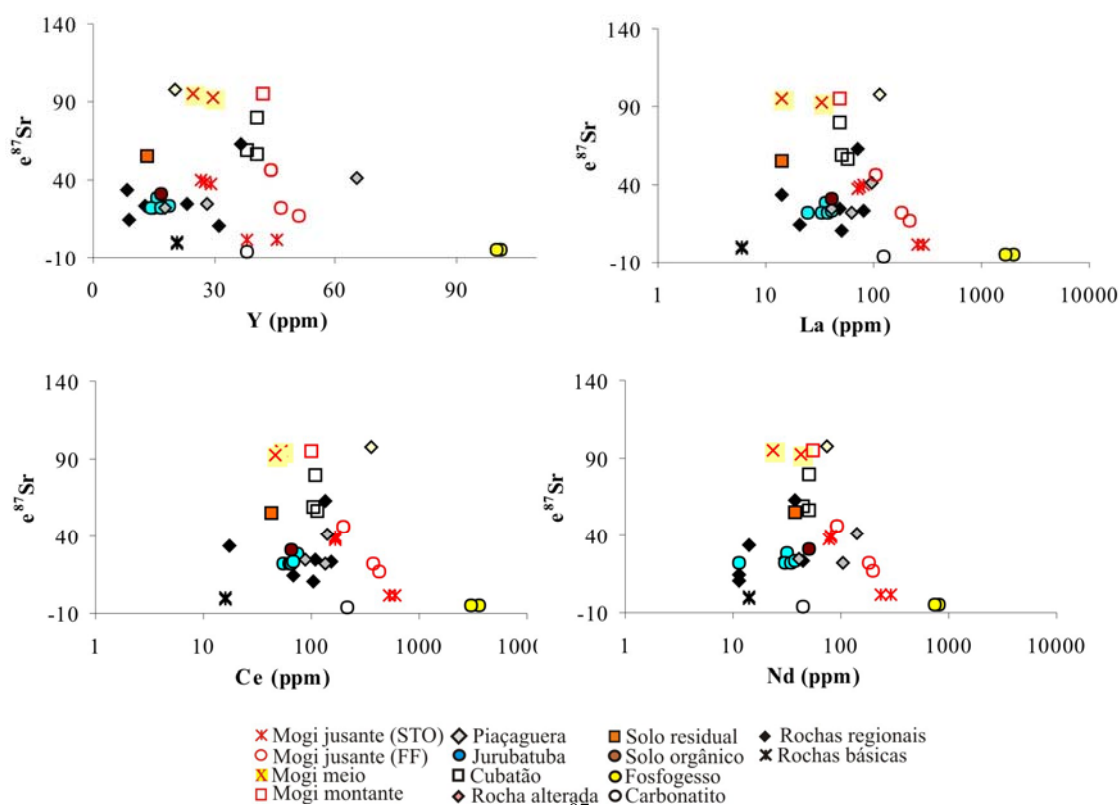 140
90
40
-10
e⁸⁷Sr
0
30
60
90
Y (ppm)
140
90
40
-10
e⁸⁷Sr
1
10
100
1000
10000
La (ppm)
140
90
40
-10
e⁸⁷Sr
1
10
100
1000
1000
Ce (ppm)
140
90
40
-10
e⁸⁷Sr
1
10
100
1000
10000
Nd (ppm)
Mogi jusante (STO) Piaçaguera Solo residual Rochas regionais
Mogi jusante (FF) Jurubatuba Solo orgânico Rochas básicas
Mogi meio Cubatão Fosfogesso
Mogi montante Rocha alterada Carbonatito